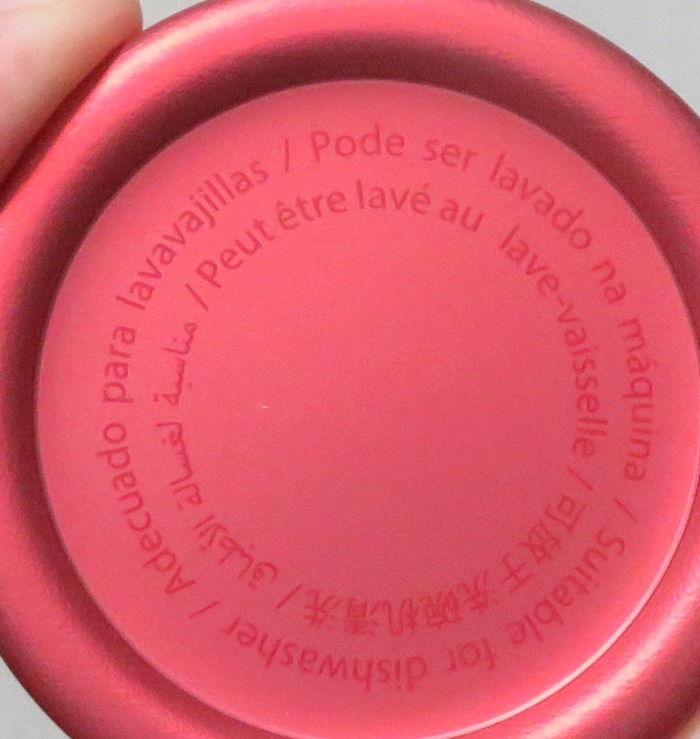 Adecuado para lavavajillas / Pode ser lavado na máquina / Suitable for dishwasher /
مناسبة لغسالة الأطباق / Peut être lavé au lave-vaisselle / 可放于洗碗机清洗 /